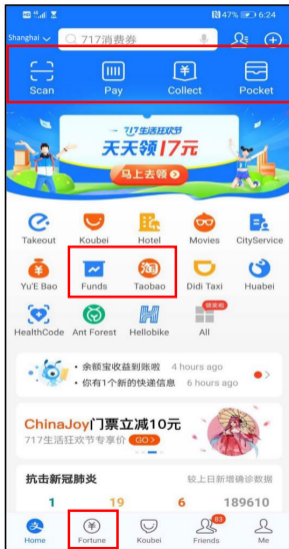 47% 6:24
Shanghai 717消费券
Scan Pay Collect Pocket
717生活狂欢节
天天领17元
马上去领
Takeout Koubei Hotel Movies CityService
Yu'E Bao Funds Taobao Didi Taxi Huabei
HealthCode Ant Forest Hellobike All
余额宝收益到账啦 4 hours ago
你有1个新的快递信息 6 hours ago
ChinaJoy门票立减10元
717生活狂欢节专享价 GO>>
抗击新冠肺炎 较上日新增确诊数据
1 19 6 189610
83
Home Fortune Koubei Friends Me